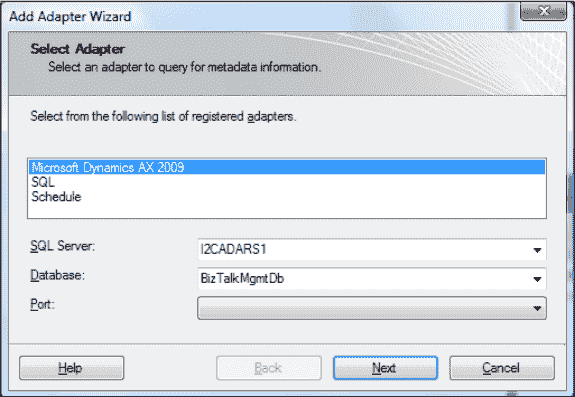 Add Adapter Wizard
Select Adapter
Select an adapter to query for metadata information.
Select from the following list of registered adapters.
Microsoft Dynamics AX 2009
SQL
Schedule
SQL Server: I2CADARS1
Database: BizTalkMgmtDb
Port:
Help Back Next Cancel